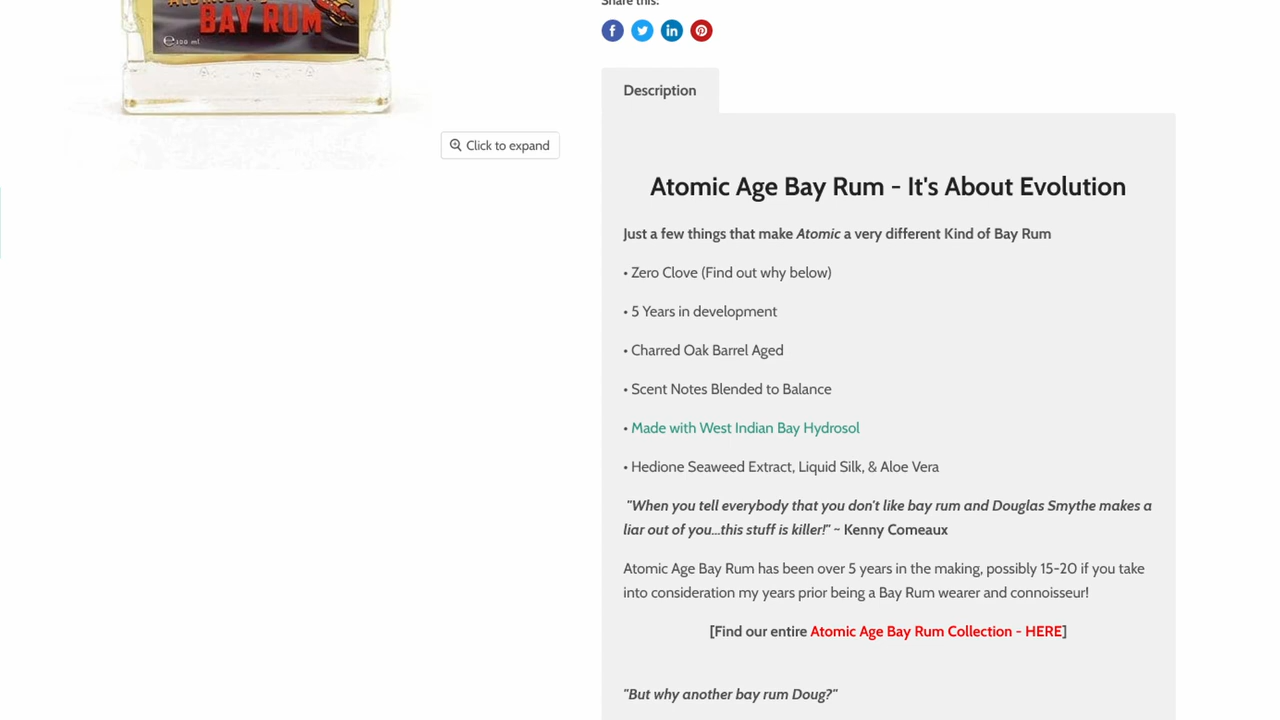 BAY RUM
℮100 ml
Click to expand
Share this:
Description
Atomic Age Bay Rum - It's About Evolution
Just a few things that make Atomic a very different Kind of Bay Rum
• Zero Clove (Find out why below)
• 5 Years in development
• Charred Oak Barrel Aged
• Scent Notes Blended to Balance
• Made with West Indian Bay Hydrosol
• Hedione Seaweed Extract, Liquid Silk, & Aloe Vera
"When you tell everybody that you don't like bay rum and Douglas Smythe makes a
liar out of you...this stuff is killer!" ~ Kenny Comeaux
Atomic Age Bay Rum has been over 5 years in the making, possibly 15-20 if you take
into consideration my years prior being a Bay Rum wearer and connoisseur!
[Find our entire Atomic Age Bay Rum Collection - HERE]
"But why another bay rum Doug?"